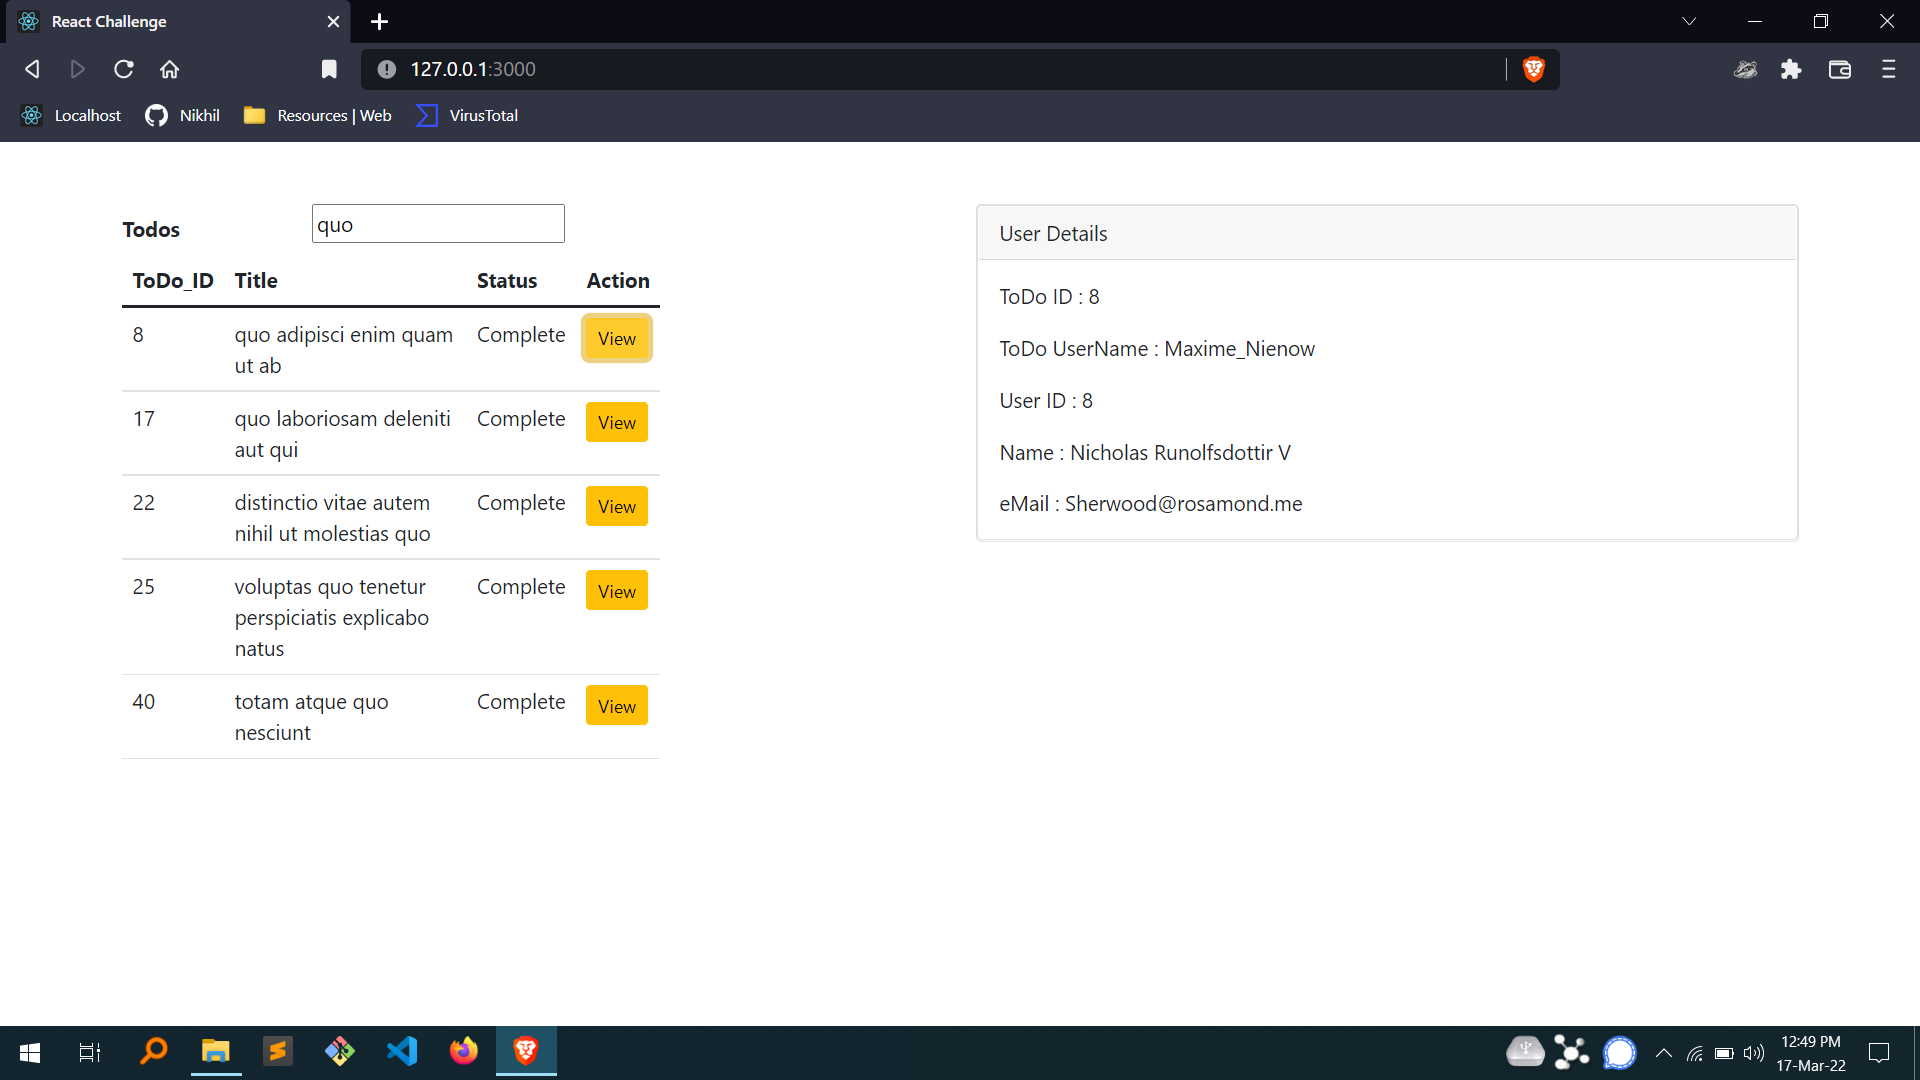 React Challenge
127.0.0.1:3000
Localhost Nikhil Resources | Web VirusTotal
Todos quo
ToDo_ID Title Status Action
8 quo adipisci enim quam Complete View
ut ab
17 quo laboriosam deleniti Complete View
aut qui
22 distinctio vitae autem Complete View
nihil ut molestias quo
25 voluptas quo tenetur Complete View
perspiciatis explicabo
natus
40 totam atque quo Complete View
nesciunt
User Details
ToDo ID : 8
ToDo UserName : Maxime_Nienow
User ID : 8
Name : Nicholas Runolfsdottir V
eMail : Sherwood@rosamond.me
12:49 PM
17-Mar-22